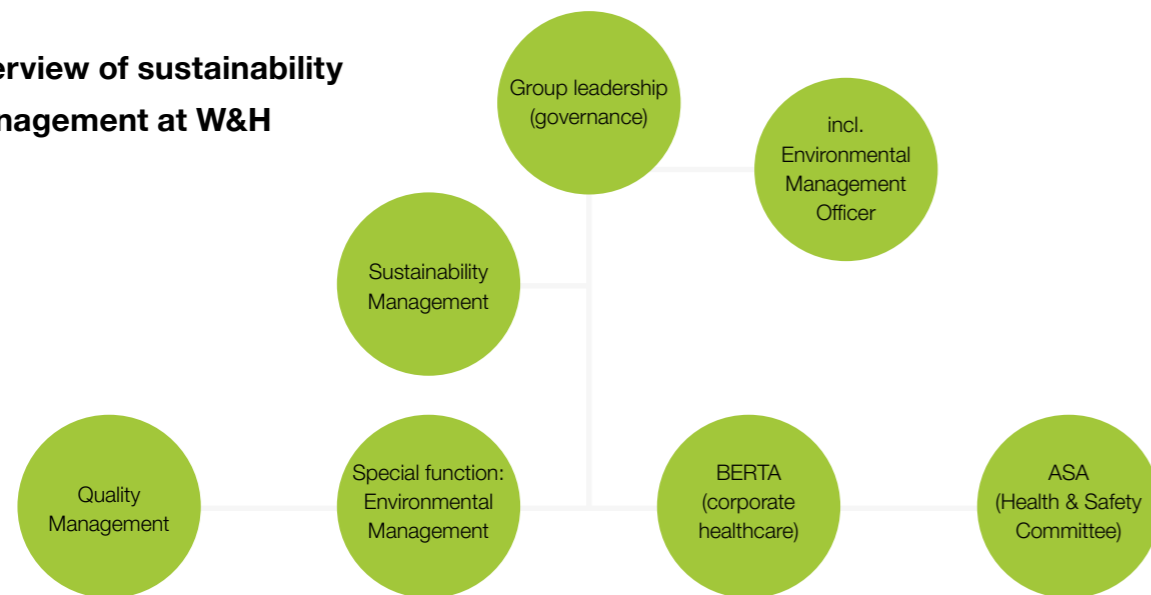 erview of sustainability
nagement at W&H
Group leadership
(governance)
incl.
Environmental
Management
Officer
Sustainability
Management
Quality
Management
Special function:
Environmental
Management
BERTA
(corporate
healthcare)
ASA
(Health & Safety
Committee)